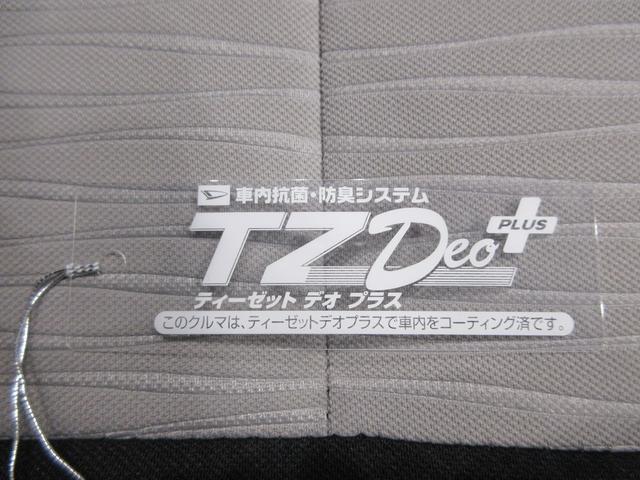 車内抗菌・防臭システム
TZ Deo PLUS
ティーゼット デオ プラス
このクルマは、ティーゼットデオプラスで車内をコーティング済です。